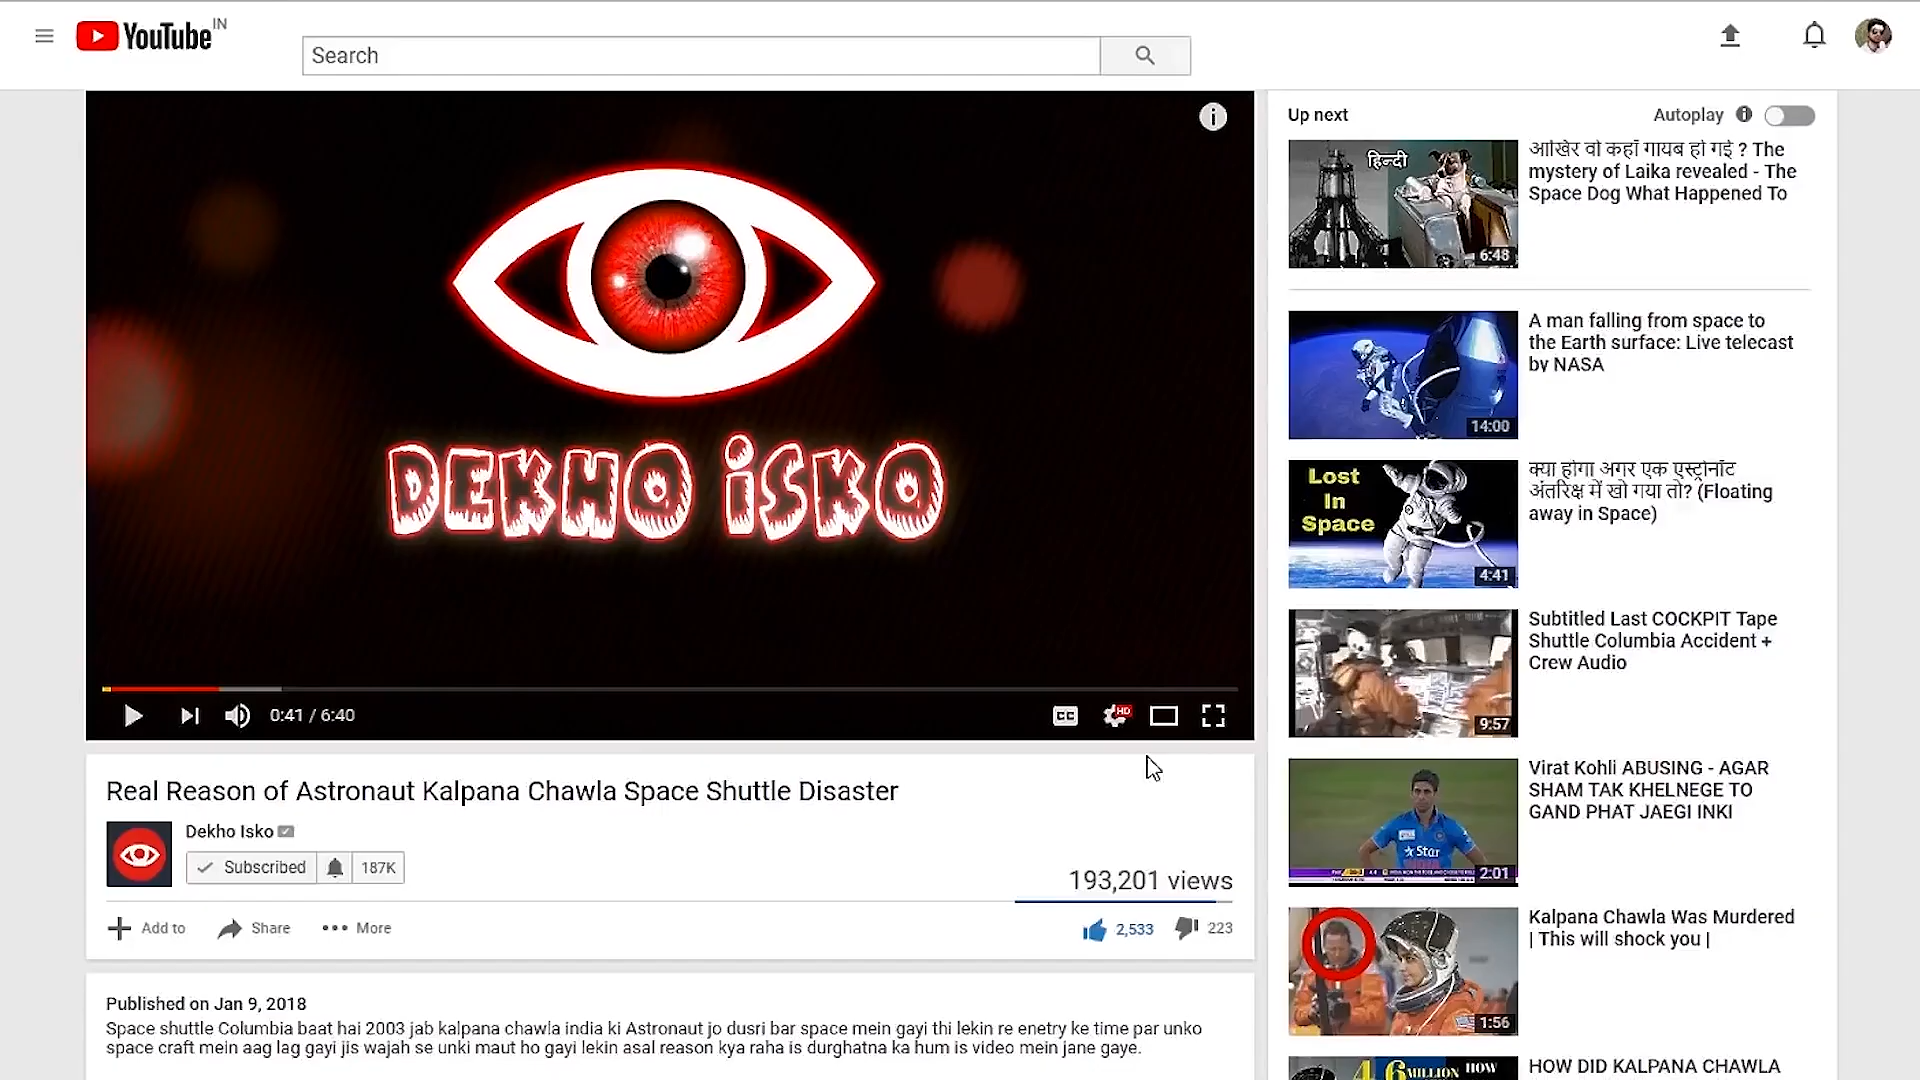 YouTube IN
Search
DEKHO iSKO
0:41 / 6:40
CC
HD
Real Reason of Astronaut Kalpana Chawla Space Shuttle Disaster
Dekho Isko
Subscribed
187K
193,201 views
Add to
Share
More
2,533
223
Published on Jan 9, 2018
Space shuttle Columbia baat hai 2003 jab kalpana chawla india ki Astronaut jo dusri bar space mein gayi thi lekin re enetry ke time par unko
space craft mein aag lag gayi jis wajah se unki maut ho gayi lekin asal reason kya raha is durghatna ka hum is video mein jane gaye.
Up next
Autoplay
हिन्दी
6:48
आखिर वो कहाँ गायब हो गई ? The
mystery of Laika revealed - The
Space Dog What Happened To
14:00
A man falling from space to
the Earth surface: Live telecast
by NASA
Lost
In
Space
4:41
क्या होगा अगर एक एस्ट्रोनॉट
अंतरिक्ष में खो गया तो? (Floating
away in Space)
9:57
Subtitled Last COCKPIT Tape
Shuttle Columbia Accident +
Crew Audio
Star
2:01
Virat Kohli ABUSING - AGAR
SHAM TAK KHELNEGE TO
GAND PHAT JAEGI INKI
1:56
Kalpana Chawla Was Murdered
| This will shock you |
MILLION HOW
HOW DID KALPANA CHAWLA